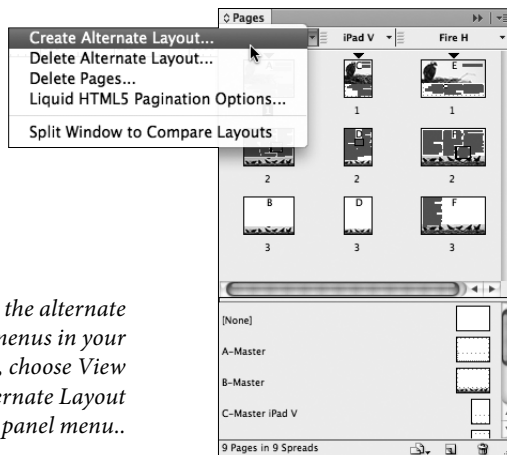 Pages
Create Alternate Layout...
Delete Alternate Layout...
Delete Pages...
Liquid HTML5 Pagination Options...
Split Window to Compare Layouts
iPad V
Fire H
C
E
1
1
D
2
2
2
B
D
F
3
3
3
the alternate
menus in your
, choose View
ernate Layout
panel menu..
[None]
A-Master
B-Master
C-Master iPad V
9 Pages in 9 Spreads